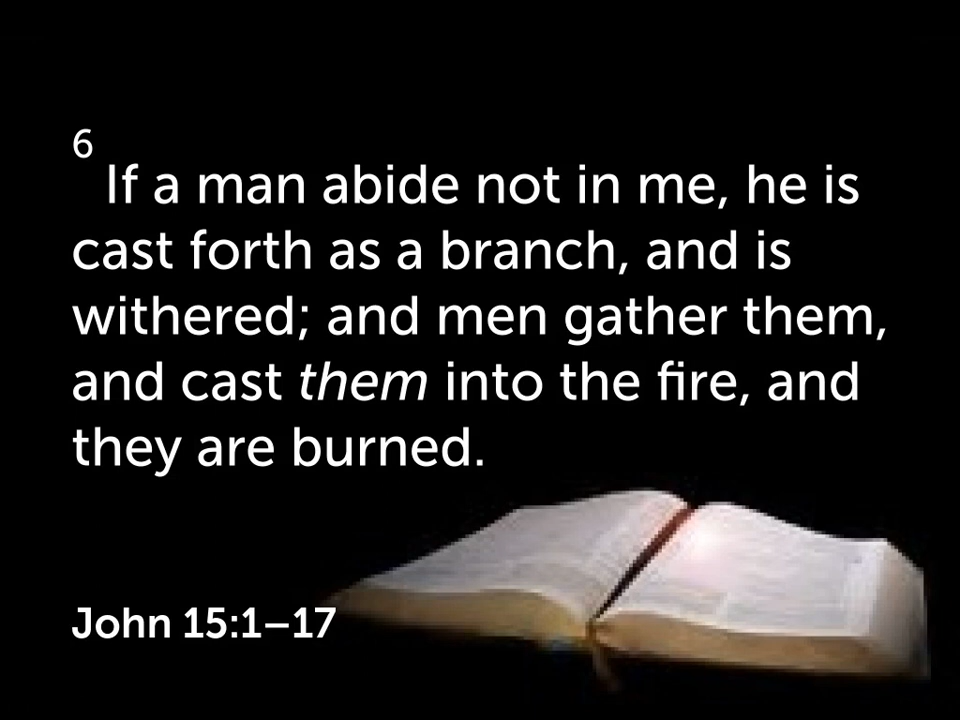 6
If a man abide not in me, he is
cast forth as a branch, and is
withered; and men gather them,
and cast them into the fire, and
they are burned.
John 15:1–17